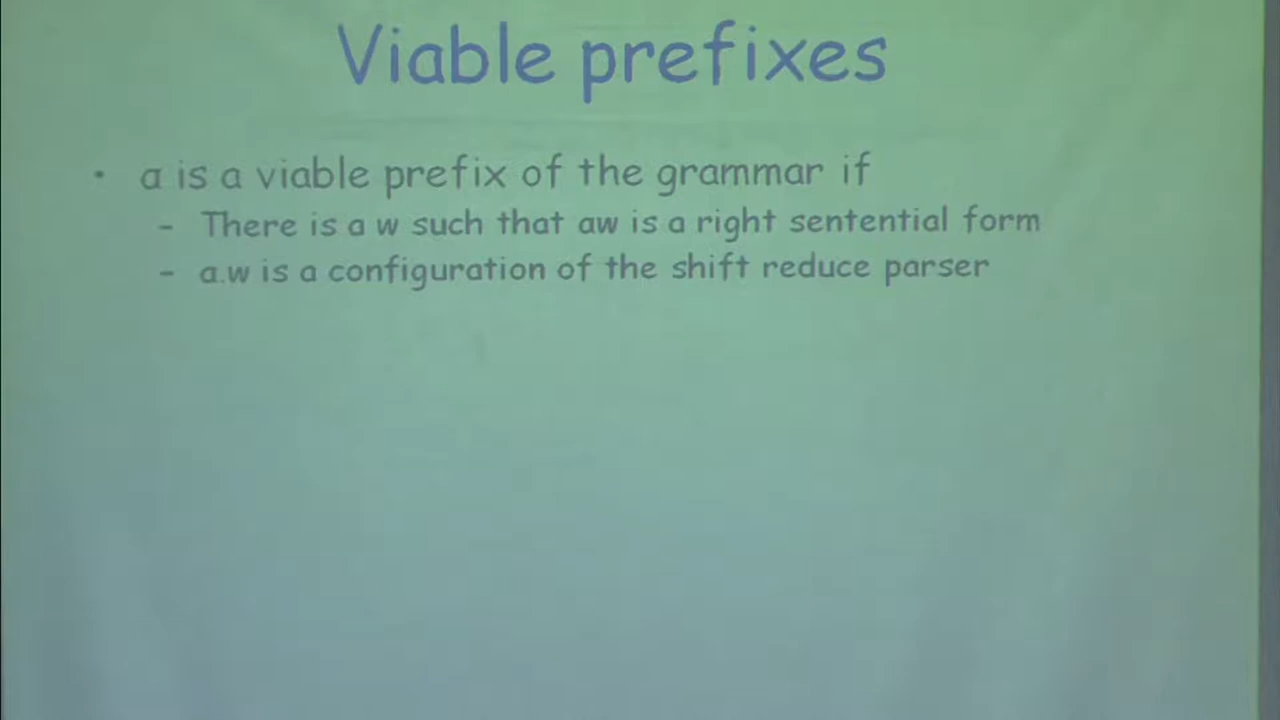 Viable prefixes
• α is a viable prefix of the grammar if
– There is a w such that αw is a right sentential form
– α.w is a configuration of the shift reduce parser